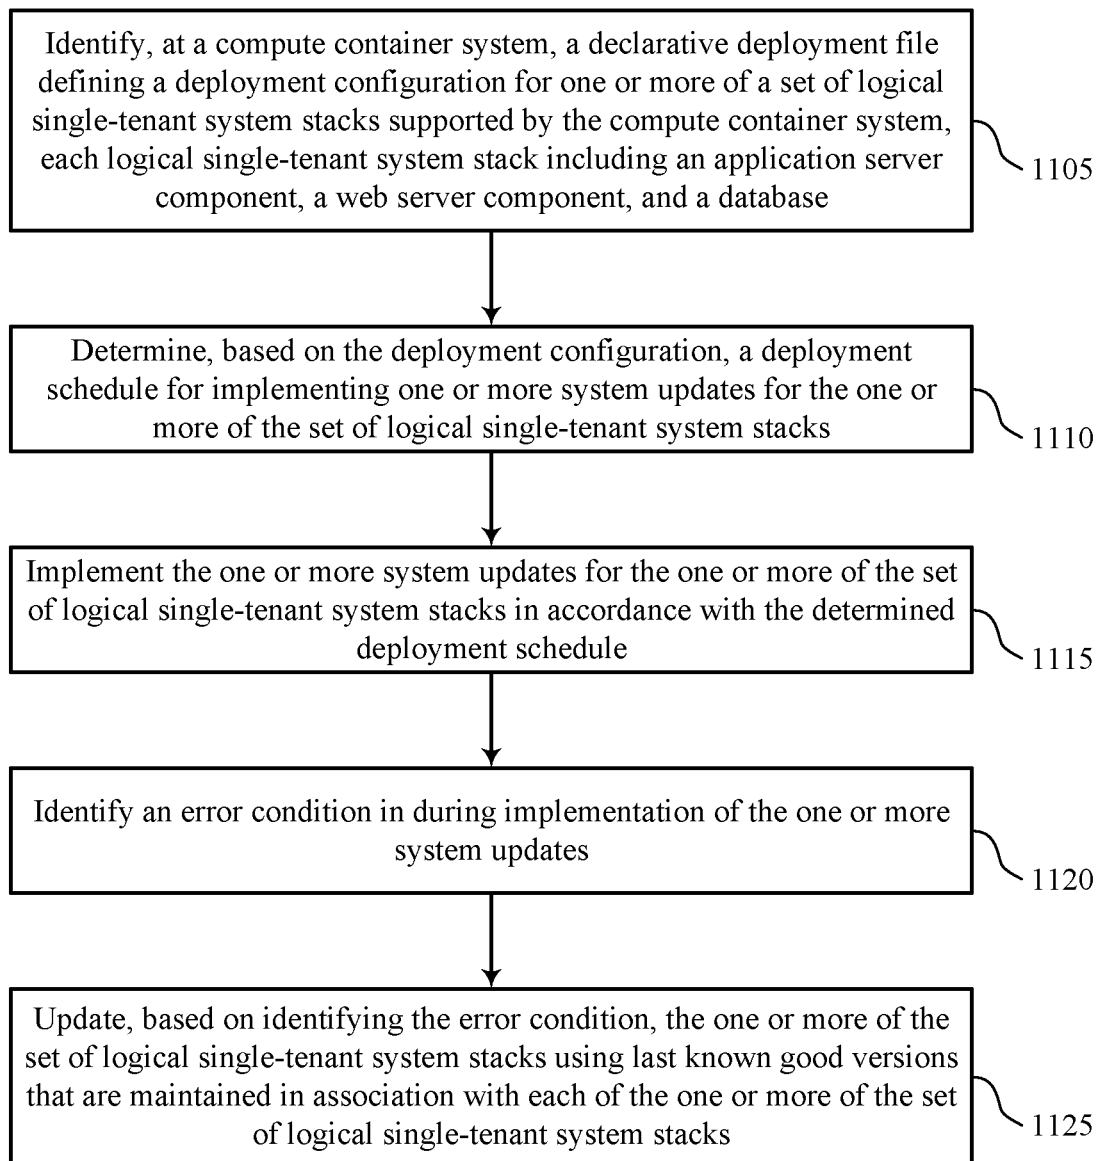 Identify, at a compute container system, a declarative deployment file
defining a deployment configuration for one or more of a set of logical
single-tenant system stacks supported by the compute container system,
each logical single-tenant system stack including an application server
component, a web server component, and a database
1105
Determine, based on the deployment configuration, a deployment
schedule for implementing one or more system updates for the one or
more of the set of logical single-tenant system stacks
1110
Implement the one or more system updates for the one or more of the set
of logical single-tenant system stacks in accordance with the determined
deployment schedule
1115
Identify an error condition in during implementation of the one or more
system updates
1120
Update, based on identifying the error condition, the one or more of the
set of logical single-tenant system stacks using last known good versions
that are maintained in association with each of the one or more of the set
of logical single-tenant system stacks
1125